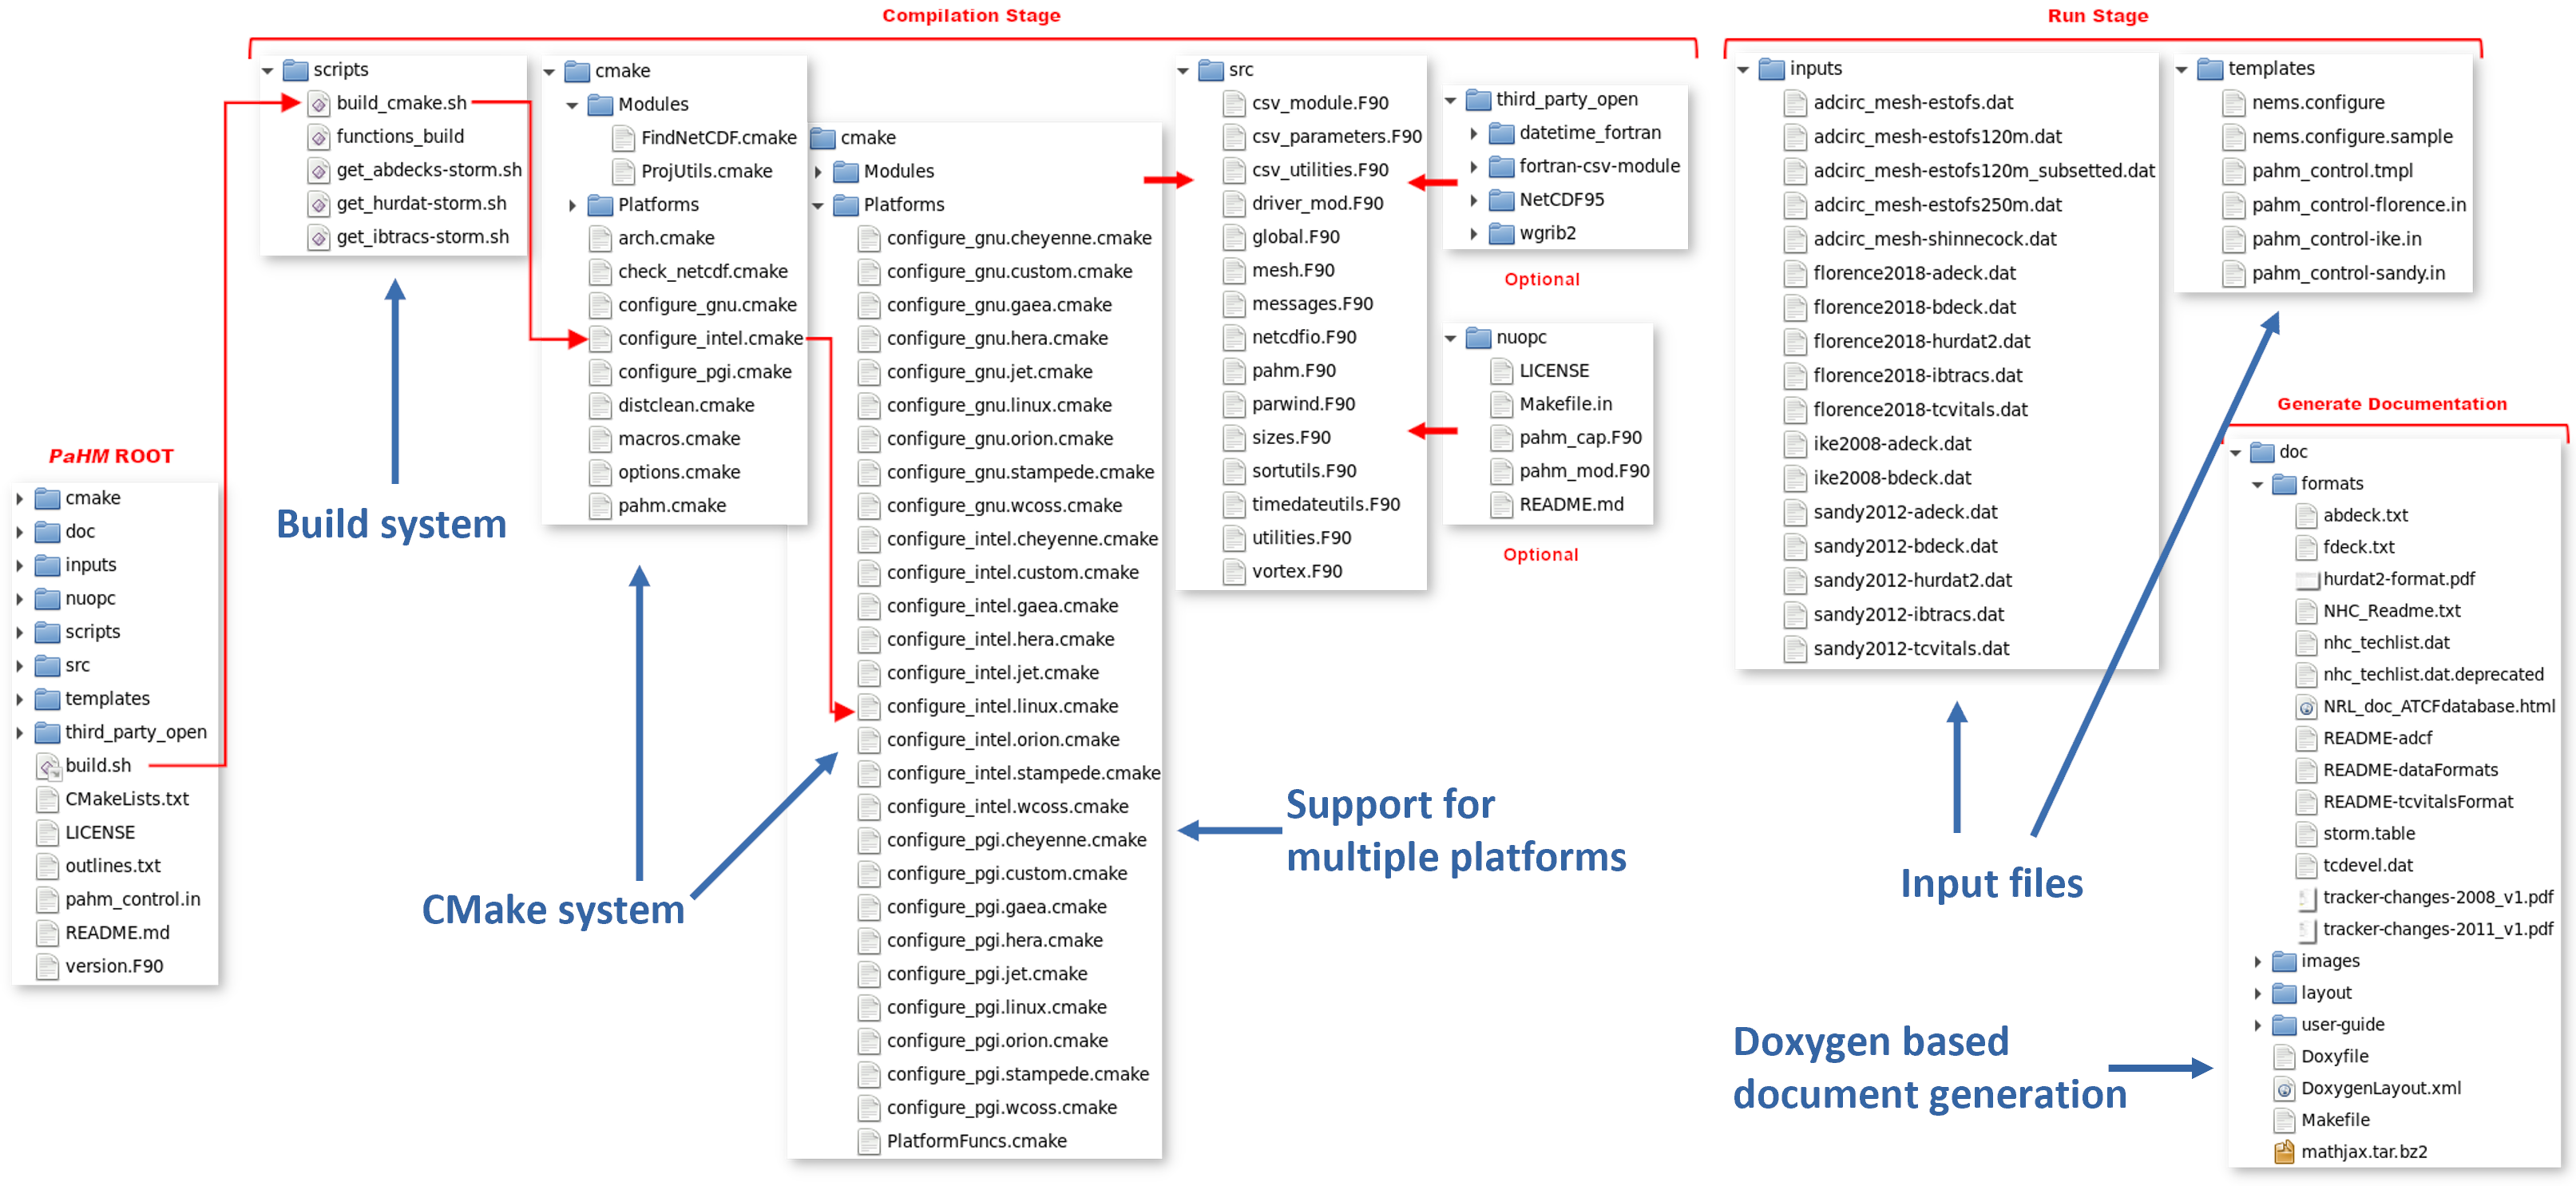 Compilation Stage
Run Stage
PaHM ROOT
cmake
doc
inputs
nuopc
scripts
src
templates
third_party_open
build.sh
CMakeLists.txt
LICENSE
outlines.txt
pahm_control.in
README.md
version.F90
scripts
build_cmake.sh
functions_build
get_abdecks-storm.sh
get_hurdat-storm.sh
get_ibtracs-storm.sh
Build system
cmake
Modules
FindNetCDF.cmake
ProjUtils.cmake
Platforms
arch.cmake
check_netcdf.cmake
configure_gnu.cmake
configure_intel.cmake
configure_pgi.cmake
distclean.cmake
macros.cmake
options.cmake
pahm.cmake
CMake system
cmake
Modules
Platforms
configure_gnu.cheyenne.cmake
configure_gnu.custom.cmake
configure_gnu.gaea.cmake
configure_gnu.hera.cmake
configure_gnu.jet.cmake
configure_gnu.linux.cmake
configure_gnu.orion.cmake
configure_gnu.stampede.cmake
configure_gnu.wcoss.cmake
configure_intel.cheyenne.cmake
configure_intel.custom.cmake
configure_intel.gaea.cmake
configure_intel.hera.cmake
configure_intel.jet.cmake
configure_intel.linux.cmake
configure_intel.orion.cmake
configure_intel.stampede.cmake
configure_intel.wcoss.cmake
configure_pgi.cheyenne.cmake
configure_pgi.custom.cmake
configure_pgi.gaea.cmake
configure_pgi.hera.cmake
configure_pgi.jet.cmake
configure_pgi.linux.cmake
configure_pgi.orion.cmake
configure_pgi.stampede.cmake
configure_pgi.wcoss.cmake
PlatformFuncs.cmake
Support for
multiple platforms
src
csv_module.F90
csv_parameters.F90
csv_utilities.F90
driver_mod.F90
global.F90
mesh.F90
messages.F90
netcdfio.F90
pahm.F90
parwind.F90
sizes.F90
sortutils.F90
timedateutils.F90
utilities.F90
vortex.F90
third_party_open
datetime_fortran
fortran-csv-module
NetCDF95
wgrib2
Optional
nuopc
LICENSE
Makefile.in
pahm_cap.F90
pahm_mod.F90
README.md
Optional
inputs
adcirc_mesh-estofs.dat
adcirc_mesh-estofs120m.dat
adcirc_mesh-estofs120m_subsetted.dat
adcirc_mesh-estofs250m.dat
adcirc_mesh-shinnecock.dat
florence2018-adeck.dat
florence2018-bdeck.dat
florence2018-hurdat2.dat
florence2018-ibtracs.dat
florence2018-tcvitals.dat
ike2008-adeck.dat
ike2008-bdeck.dat
sandy2012-adeck.dat
sandy2012-bdeck.dat
sandy2012-hurdat2.dat
sandy2012-ibtracs.dat
sandy2012-tcvitals.dat
templates
nems.configure
nems.configure.sample
pahm_control.tmpl
pahm_control-florence.in
pahm_control-ike.in
pahm_control-sandy.in
Input files
Generate Documentation
doc
formats
abdeck.txt
fdeck.txt
hurdat2-format.pdf
NHC_Readme.txt
nhc_techlist.dat
nhc_techlist.dat.deprecated
NRL_doc_ATCFdatabase.html
README-adcf
README-dataFormats
README-tcvitalsFormat
storm.table
tcdevel.dat
tracker-changes-2008_v1.pdf
tracker-changes-2011_v1.pdf
images
layout
user-guide
Doxyfile
DoxygenLayout.xml
Makefile
mathjax.tar.bz2
Doxygen based
document generation